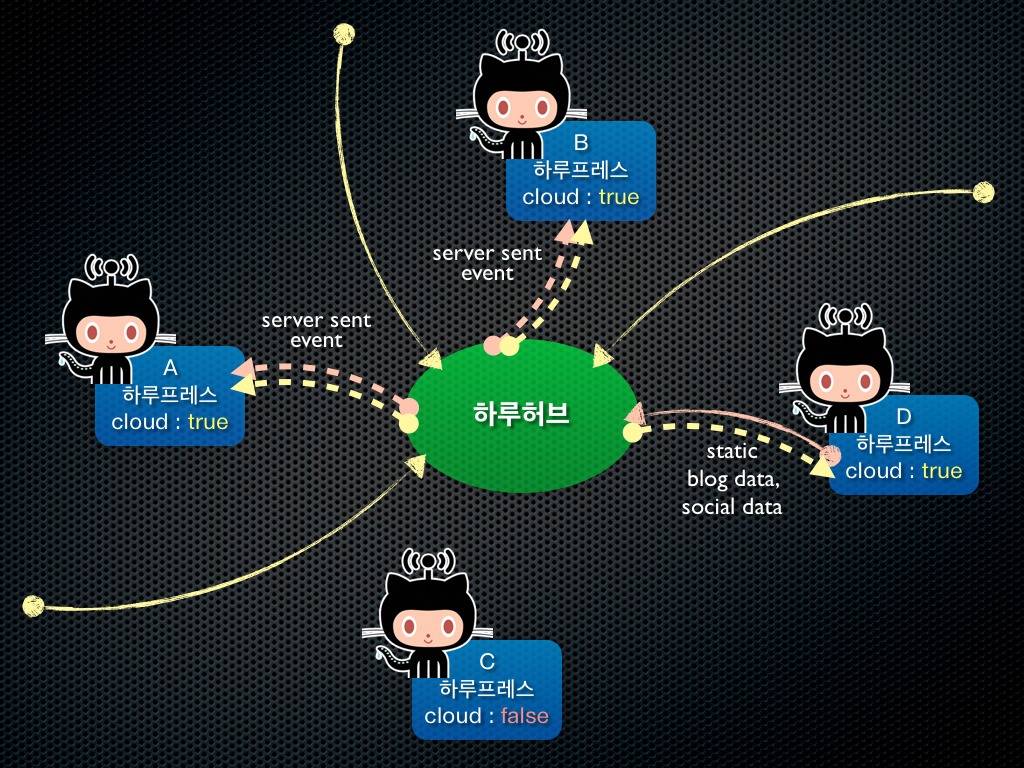 B
하루프레스
cloud : true
server sent
event
server sent
event
A
하루프레스
cloud : true
하루허브
D
하루프레스
cloud : true
static
blog data,
social data
C
하루프레스
cloud : false